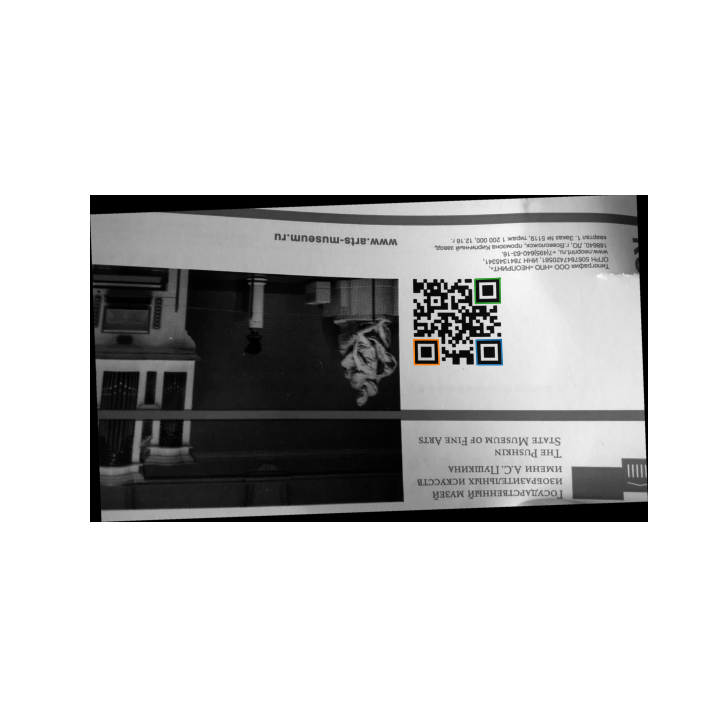 Государственный музей
изобразительных искусств
имени А.С.Пушкина
The Pushkin
State Museum of Fine Arts
Типография ООО «НПО «НЕОПРИНТ»,
ОГРН 5067847420581, ИНН 7841345341,
www.neoprint.ru, +7(495)640-63-16,
188640, ЛО, г. Всеволожск, промзона Кирпичный завод,
квартал 1. Заказ № 5119, тираж 1 200 000, 12.16 г.
www.arts-museum.ru